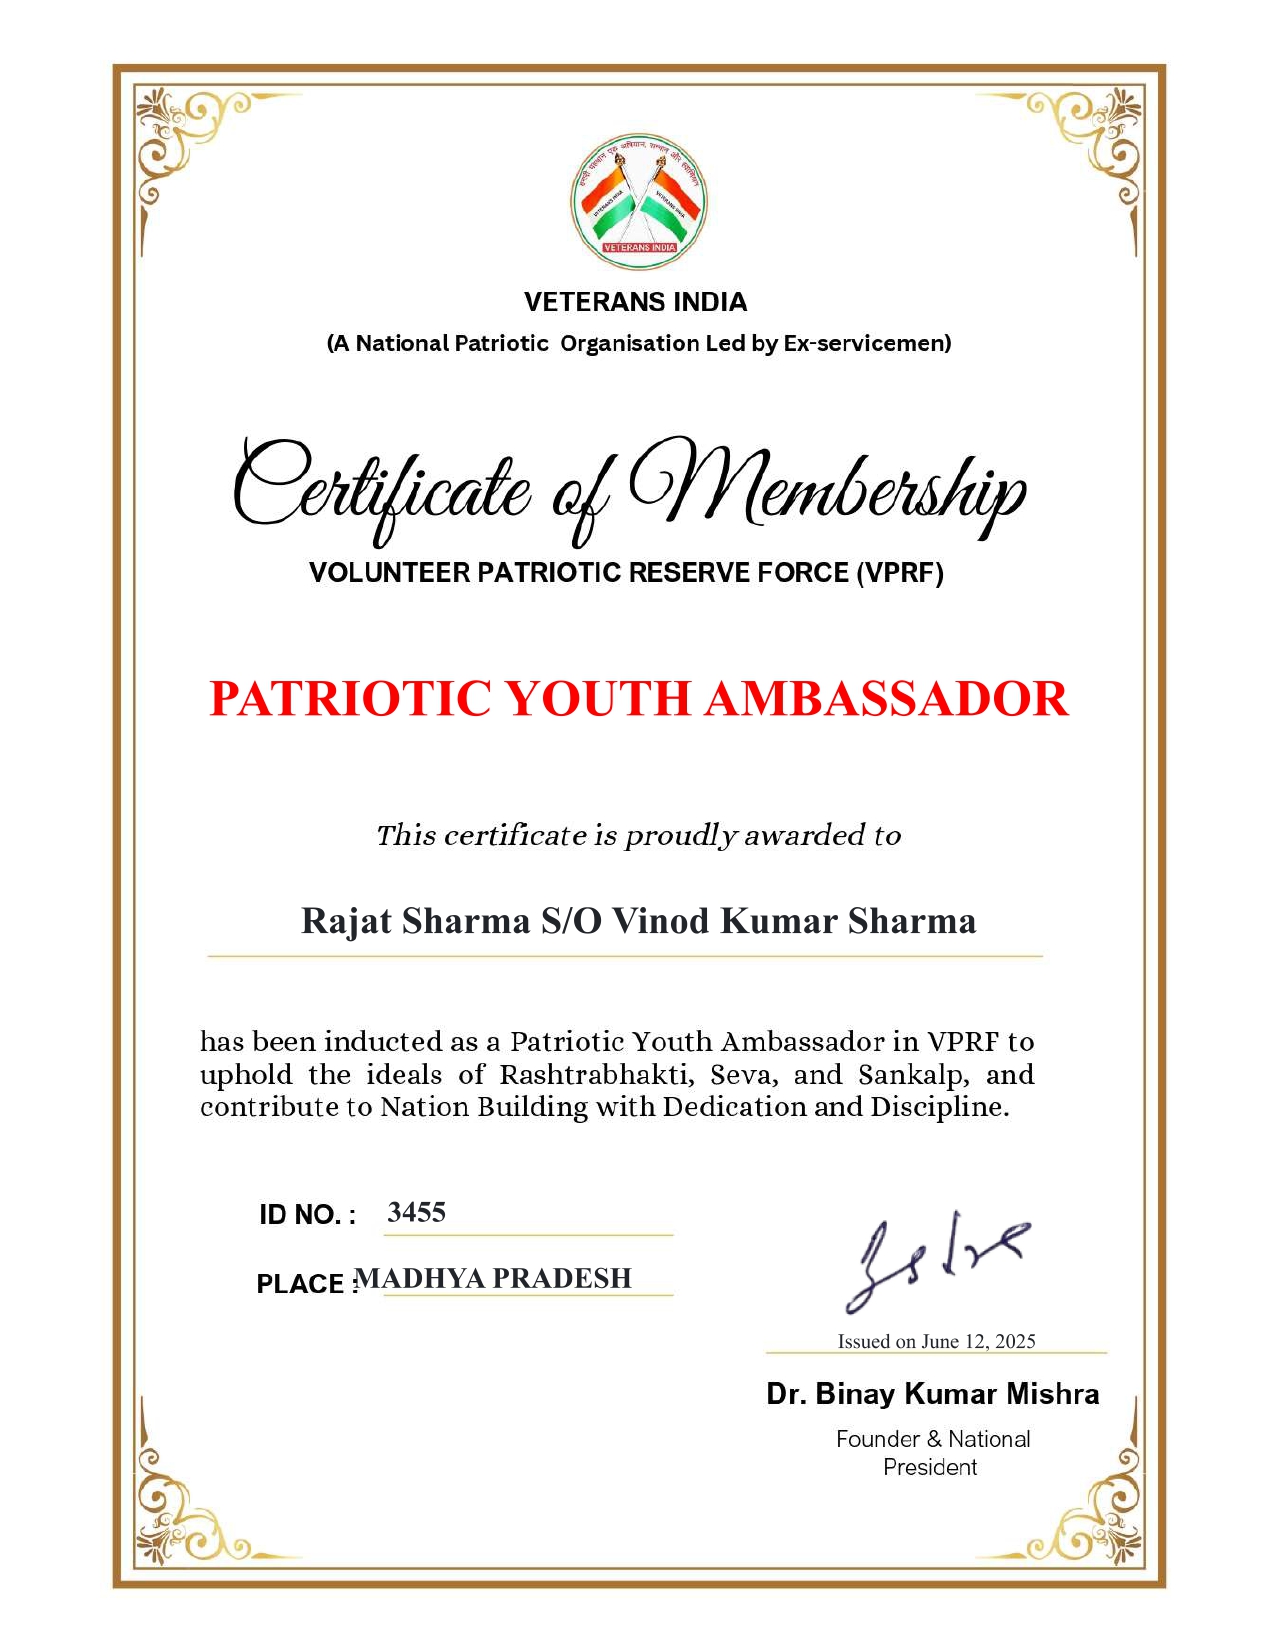 VETERANS INDIA
VETERANS INDIA
VETERANS INDIA
VETERANS INDIA
(A National Patriotic Organisation Led by Ex-servicemen)
Certificate of Membership
VOLUNTEER PATRIOTIC RESERVE FORCE (VPRF)
PATRIOTIC YOUTH AMBASSADOR
This certificate is proudly awarded to
Rajat Sharma S/O Vinod Kumar Sharma
has been inducted as a Patriotic Youth Ambassador in VPRF to
uphold the ideals of Rashtrabhakti, Seva, and Sankalp, and
contribute to Nation Building with Dedication and Discipline.
ID NO. : 3455
PLACE : MADHYA PRADESH
Issued on June 12, 2025
Dr. Binay Kumar Mishra
Founder & National
President